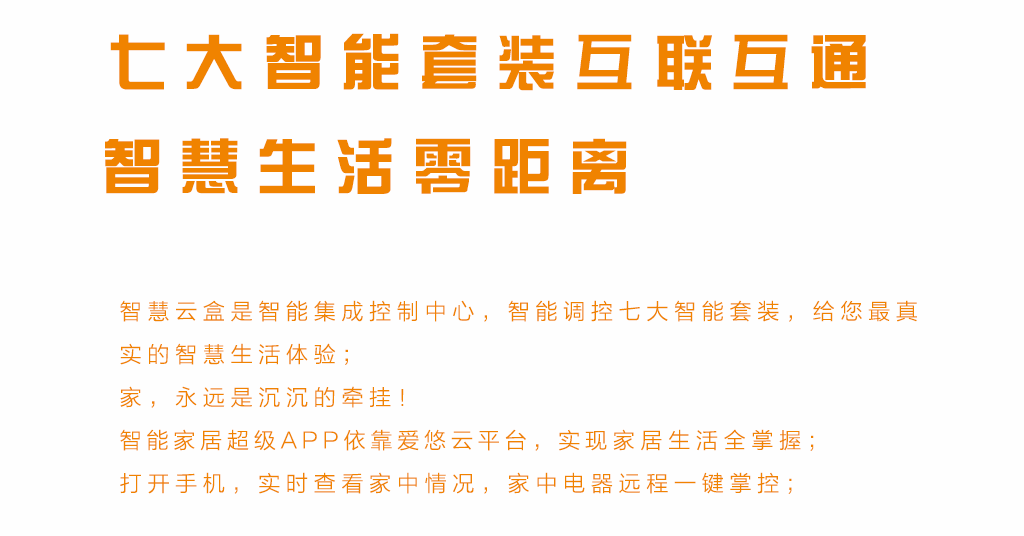 七大智能套装互联互通
智慧生活零距离
智慧云盒是智能集成控制中心，智能调控七大智能套装，给您最真
实的智慧生活体验；
家，永远是沉沉的牵挂！
智能家居超级APP依靠爱悠云平台，实现家居生活全掌握；
打开手机，实时查看家中情况，家中电器远程一键掌控；